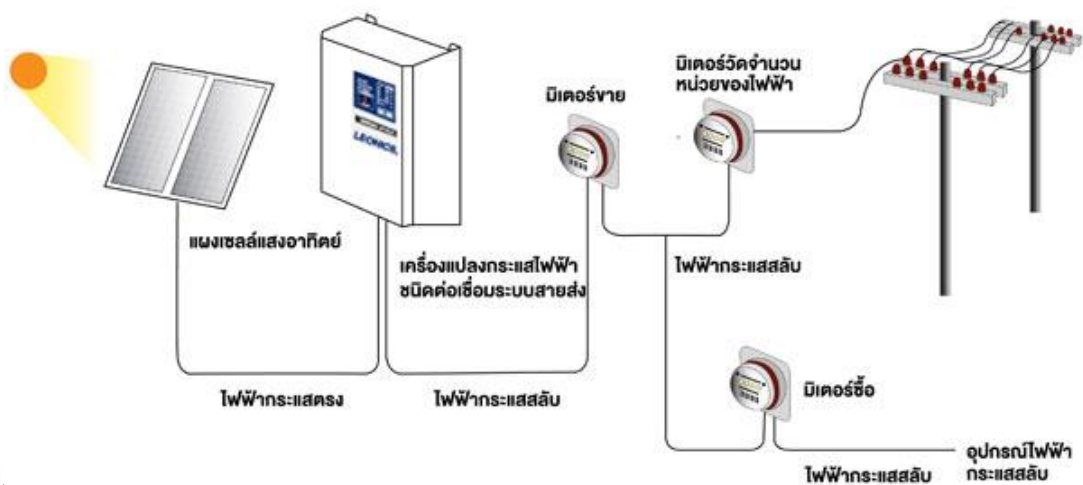 มิเตอร์วัดจำนวน
หน่วยของไฟฟ้า
มิเตอร์ขาย
LEONICS
แผงเซลล์แสงอาทิตย์
เครื่องแปลงกระแสไฟฟ้า
ชนิดต่อเชื่อมระบบสายส่ง
ไฟฟ้ากระแสสลับ
ไฟฟ้ากระแสตรง
ไฟฟ้ากระแสสลับ
มิเตอร์ซื้อ
ไฟฟ้ากระแสสลับ
อุปกรณ์ไฟฟ้า
กระแสสลับ